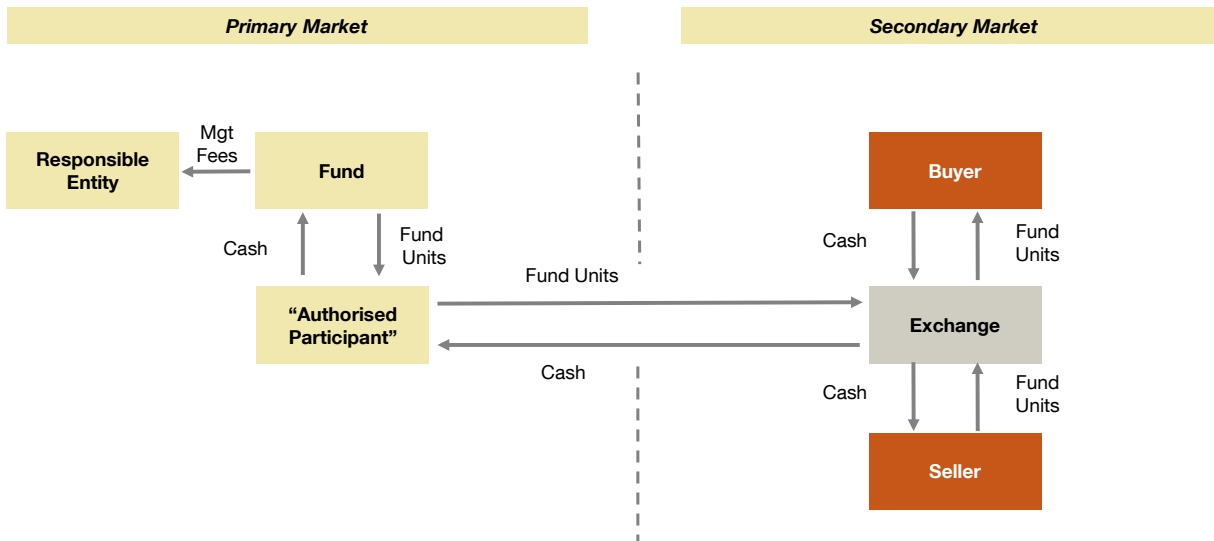 Primary Market
Secondary Market
Mgt
Fees
Responsible
Entity
Fund
Buyer
Cash
Fund
Units
Cash
Fund
Units
Fund Units
“Authorised
Participant”
Exchange
Cash
Cash
Fund
Units
Seller